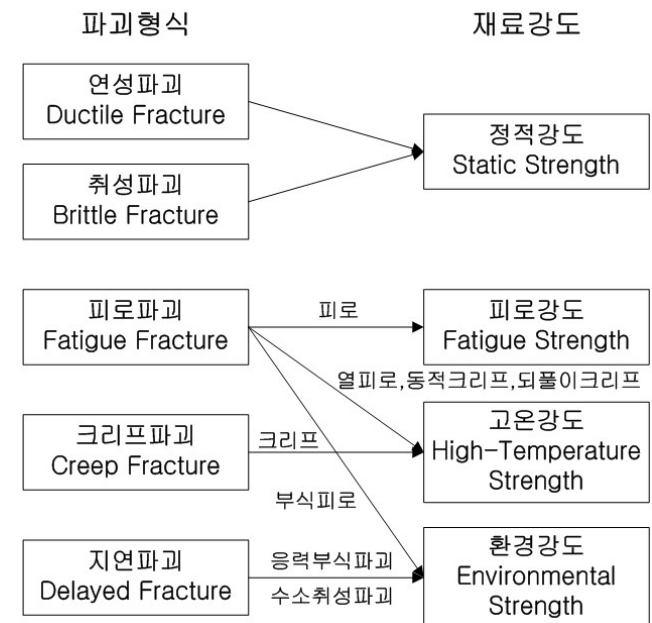 파괴형식
재료강도
연성파괴
Ductile Fracture
정적강도
Static Strength
취성파괴
Brittle Fracture
피로파괴
Fatigue Fracture
피로
피로강도
Fatigue Strength
열피로,동적크리프,되풀이크리프
크리프파괴
Creep Fracture
크리프
고온강도
High-Temperature
Strength
부식피로
지연파괴
Delayed Fracture
응력부식파괴
수소취성파괴
환경강도
Environmental
Strength